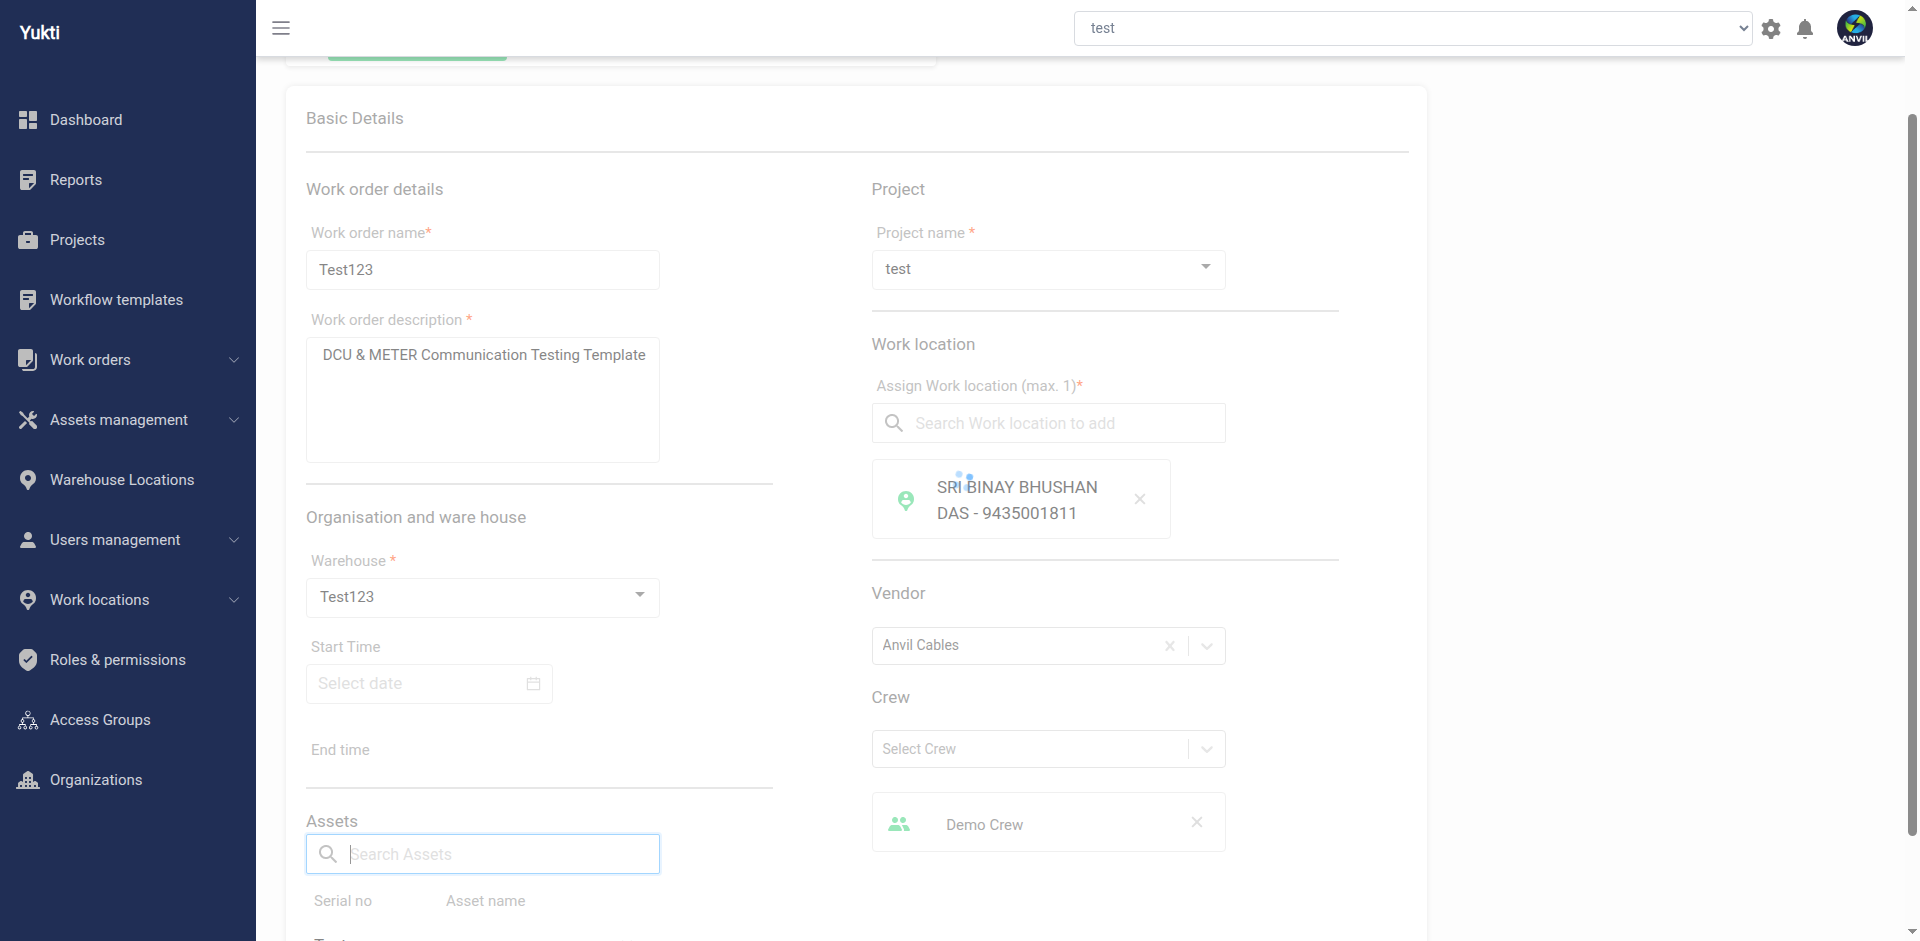 Yukti
test
ANVIL
Dashboard
Reports
Projects
Workflow templates
Work orders
Assets management
Warehouse Locations
Users management
Work locations
Roles & permissions
Access Groups
Organizations
Basic Details
Work order details
Work order name*
Test123
Work order description *
DCU & METER Communication Testing Template
Organisation and ware house
Warehouse *
Test123
Start Time
Select date
End time
Assets
Search Assets
Serial no Asset name
Project
Project name *
test
Work location
Assign Work location (max. 1)*
Search Work location to add
SRI BINAY BHUSHAN
DAS - 9435001811
Vendor
Anvil Cables
Crew
Select Crew
Demo Crew